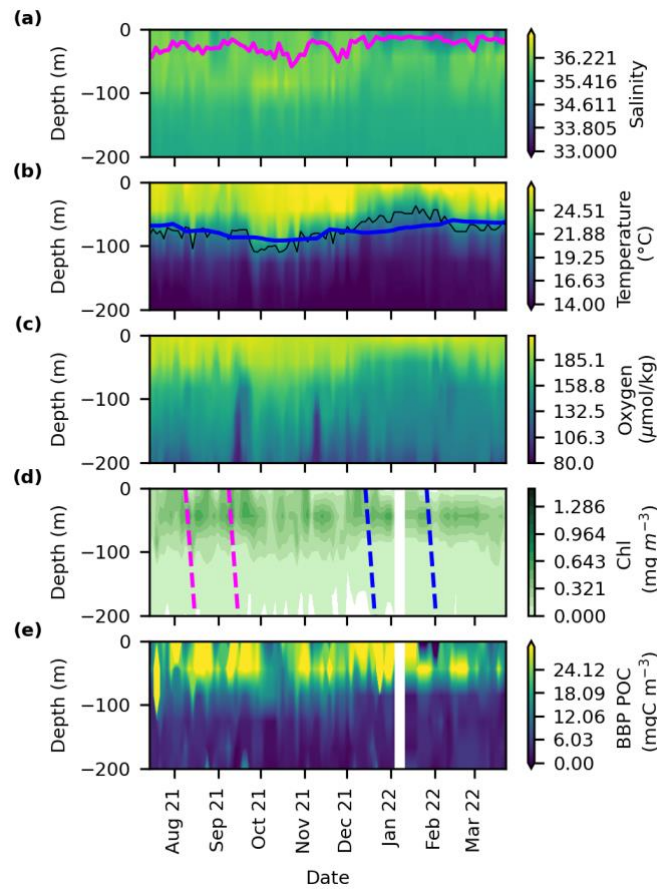 (a)
0
−100
−200
Depth (m)
36.221
35.416
34.611
33.805
33.000
Salinity
(b)
0
−100
−200
Depth (m)
24.51
21.88
19.25
16.63
14.00
Temperature
(°C)
(c)
0
−100
−200
Depth (m)
185.1
158.8
132.5
106.3
80.0
Oxygen
(µmol/kg)
(d)
0
−100
−200
Depth (m)
1.286
0.964
0.643
0.321
0.000
Chl
(mg m⁻³)
(e)
0
−100
−200
Depth (m)
24.12
18.09
12.06
6.03
0.00
BBP POC
(mgC m⁻³)
Aug 21
Sep 21
Oct 21
Nov 21
Dec 21
Jan 22
Feb 22
Mar 22
Date